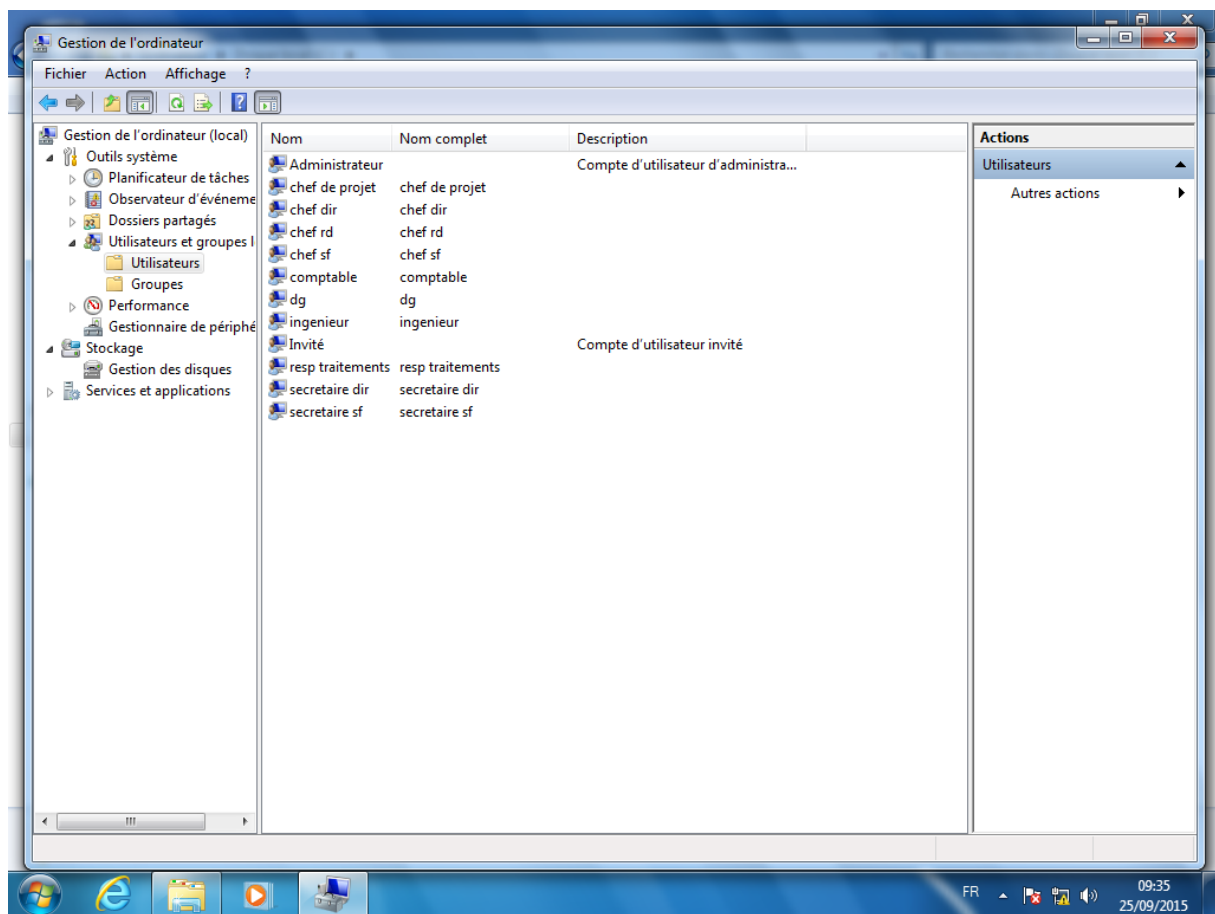 Gestion de l'ordinateur
Fichier Action Affichage ?
Gestion de l'ordinateur (local)
Outils système
Planificateur de tâches
Observateur d'événeme
Dossiers partagés
Utilisateurs et groupes l
Utilisateurs
Groupes
Performance
Gestionnaire de périphé
Stockage
Gestion des disques
Services et applications
Nom Nom complet Description
Administrateur Compte d'utilisateur d'administra...
chef de projet chef de projet
chef dir chef dir
chef rd chef rd
chef sf chef sf
comptable comptable
dg dg
ingenieur ingenieur
Invité Compte d'utilisateur invité
resp traitements resp traitements
secretaire dir secretaire dir
secretaire sf secretaire sf
Actions
Utilisateurs
Autres actions
FR
09:35
25/09/2015